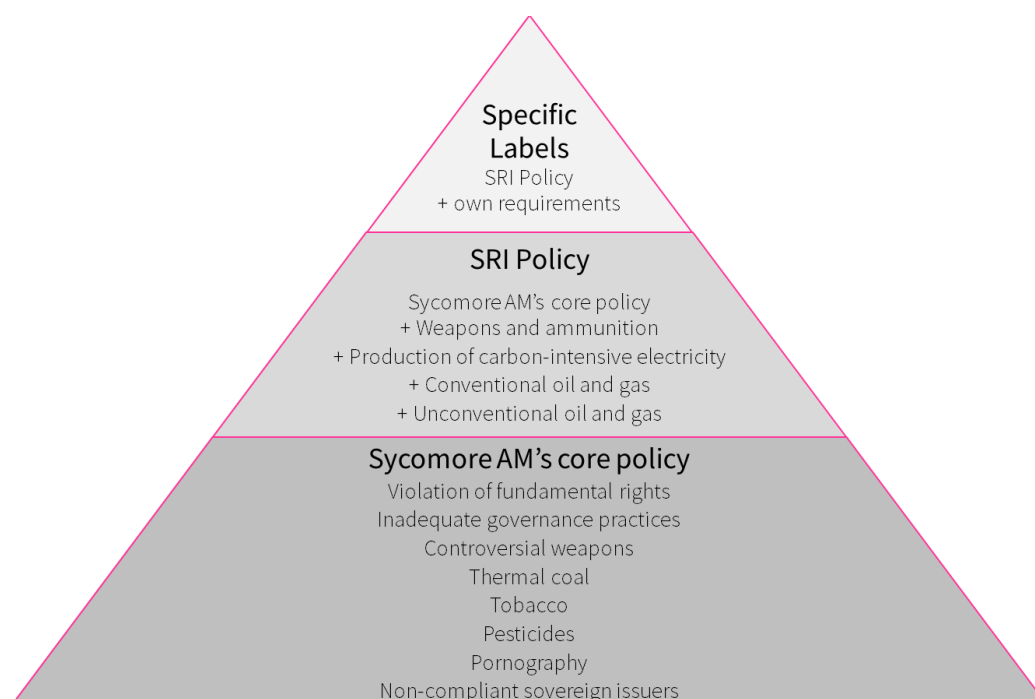 Specific
Labels
SRI Policy
+ own requirements
SRI Policy
Sycomore AM’s core policy
+ Weapons and ammunition
+ Production of carbon-intensive electricity
+ Conventional oil and gas
+ Unconventional oil and gas
Sycomore AM’s core policy
Violation of fundamental rights
Inadequate governance practices
Controversial weapons
Thermal coal
Tobacco
Pesticides
Pornography
Non-compliant sovereign issuers